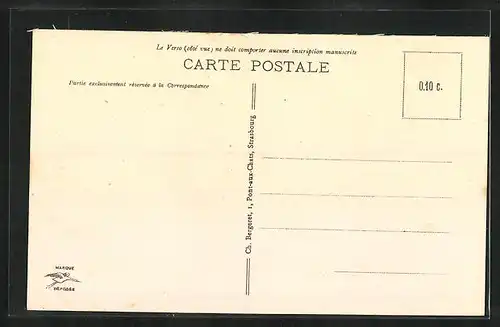 Le Verso (côté vue) ne doit comporter aucune inscription manuscrite
CARTE POSTALE
Partie exclusivement réservée à la Correspondance
0.10 c.
Ch. Bergeret, 1, Pont-aux-Chats, Strasbourg
MARQUE
DÉPOSÉE